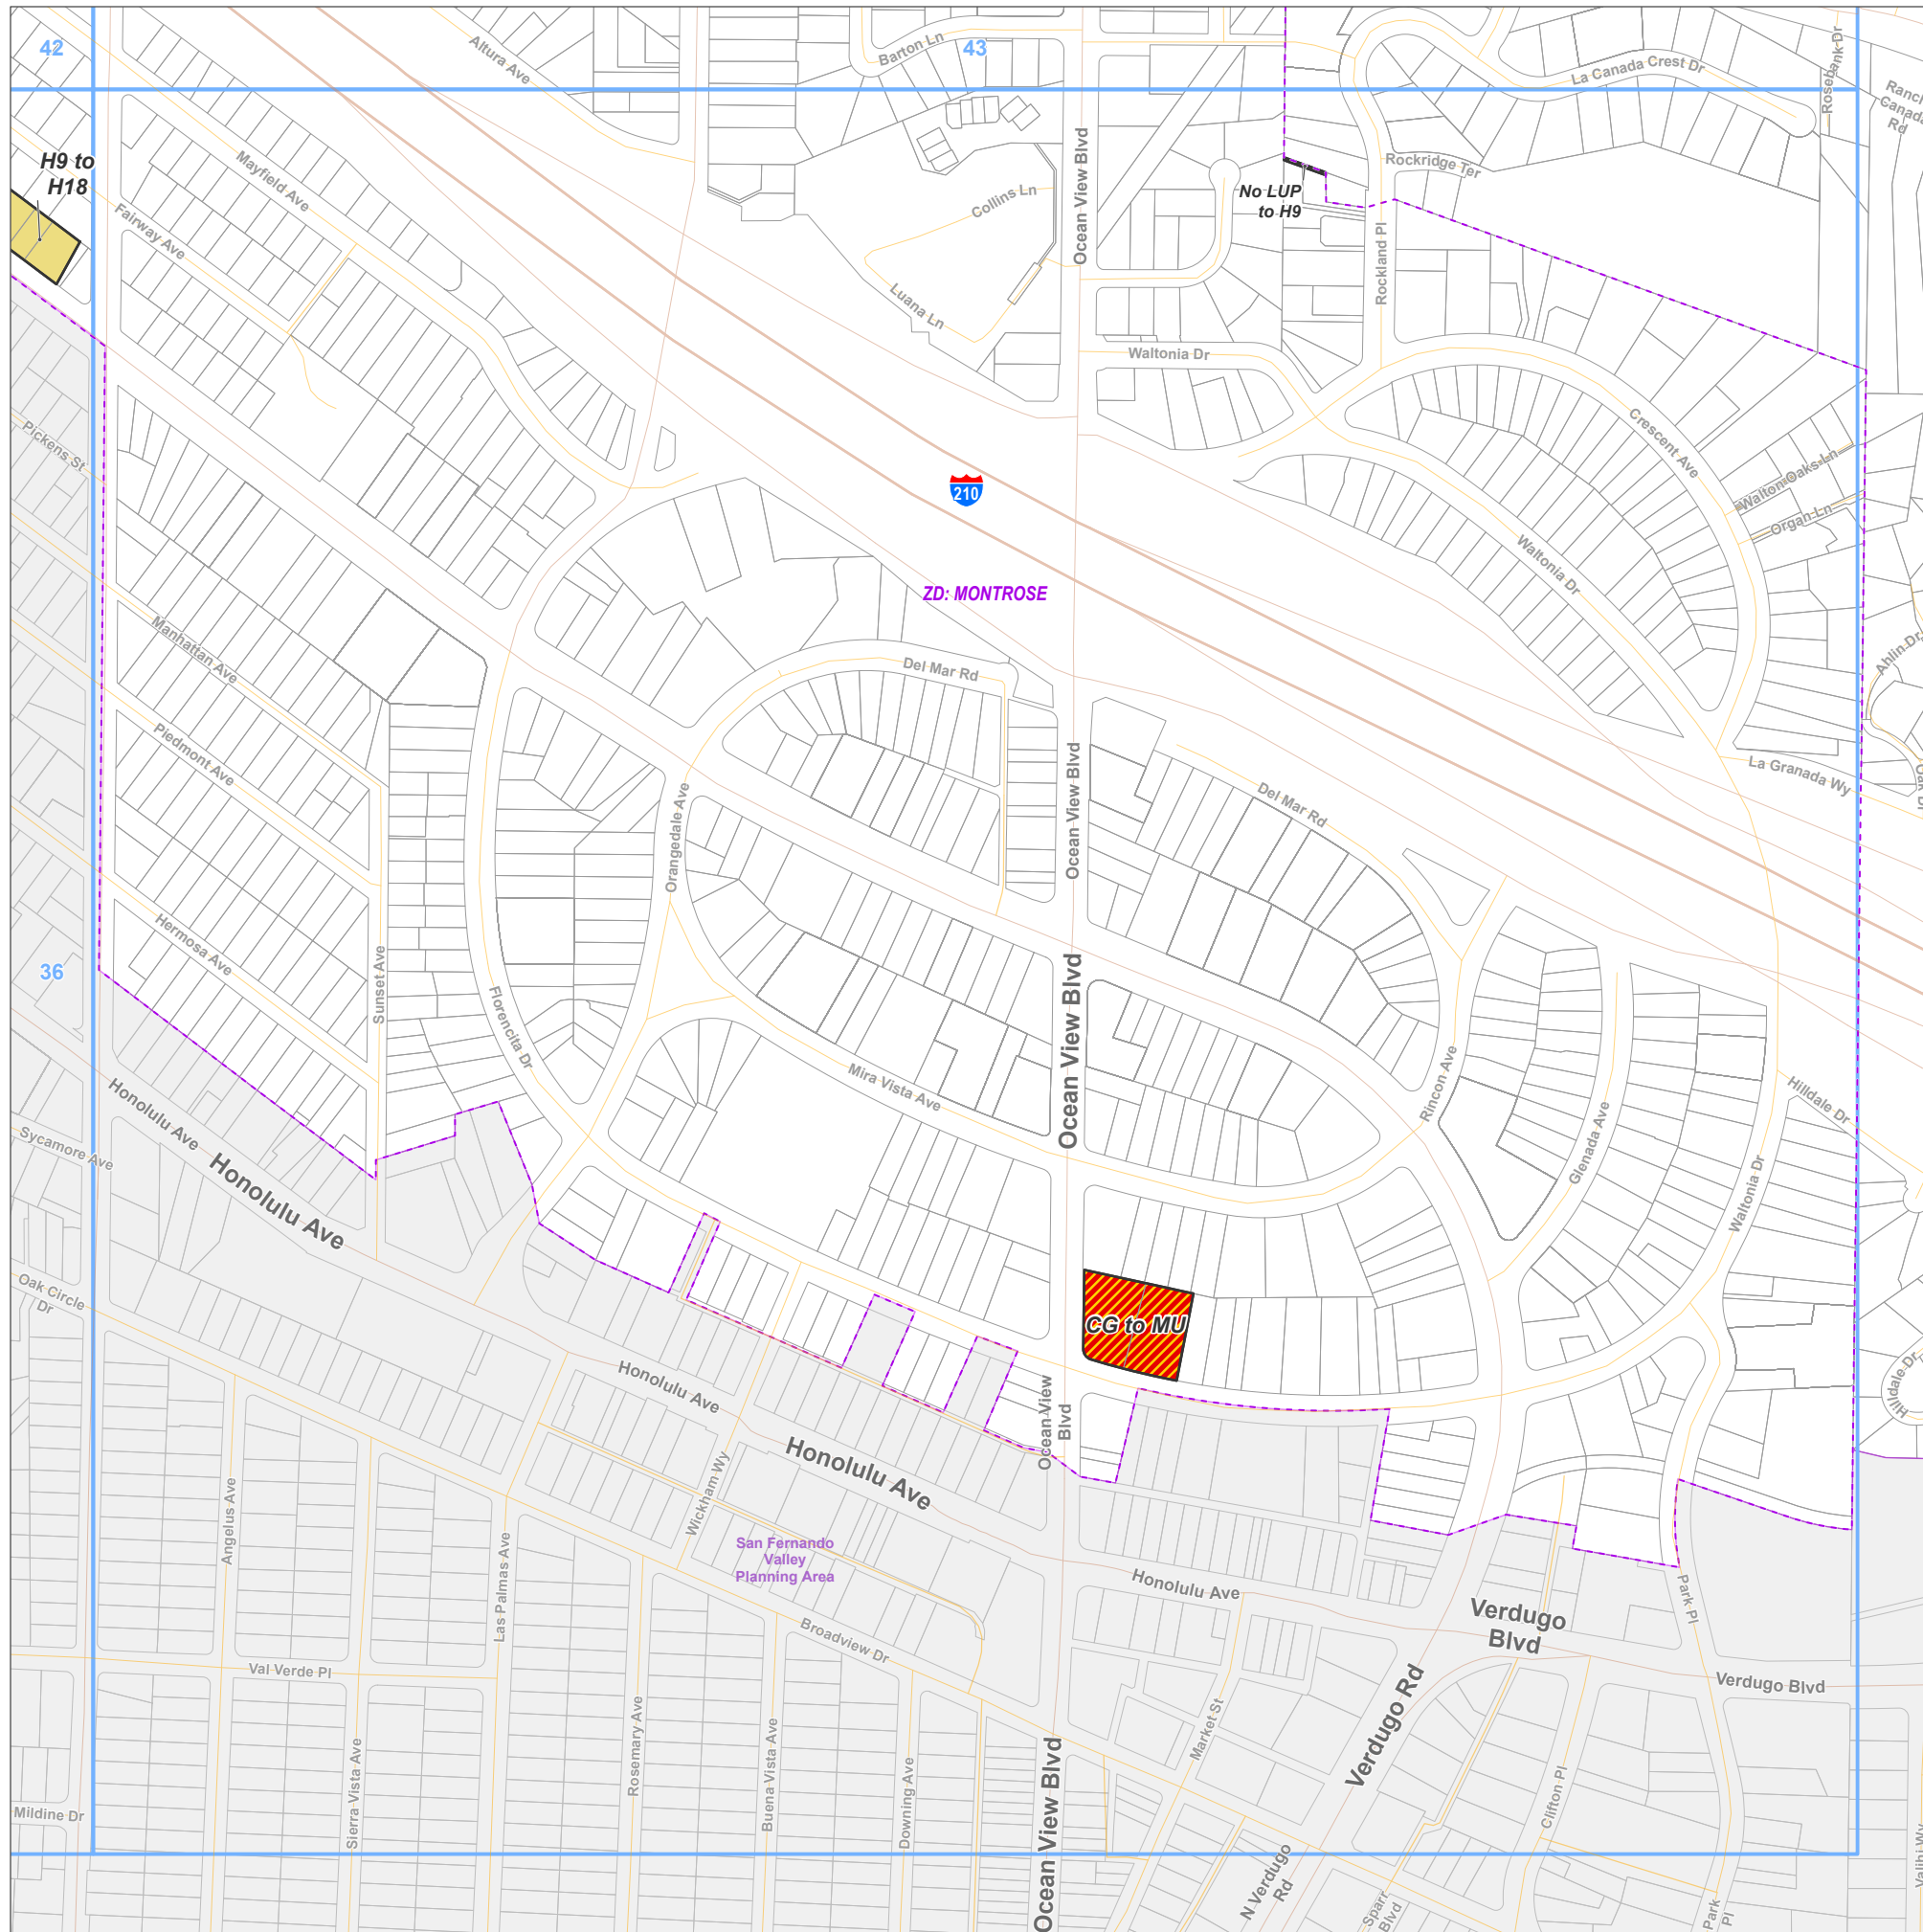 42
43
Altura Ave
Barton Ln
La Canada Crest Dr
Rosebank Dr
H9 to
H18
Mayfield Ave
Fairway Ave
Collins Ln
Luana Ln
Ocean View Blvd
Rockridge Ter
No LUP
to H9
Rockland Pl
Waltonia Dr
Crescent Ave
Walton Oaks Ln
Organ Ln
Pickens St
210
Waltonia Dr
ZD: MONTROSE
Manhattan Ave
Del Mar Rd
Ahlin Dr
Piedmont Ave
Orangedale Ave
Ocean View Blvd
Del Mar Rd
La Granada Wy
Oak Dr
36
Hermosa Ave
Sunset Ave
Florencita Dr
Mira Vista Ave
Ocean View Blvd
Rincon Ave
Glenada Ave
Hilldale Dr
Waltonia Dr
Honolulu Ave
Sycamore Ave
Honolulu Ave
Oak Circle
Dr
CG to MU
Honolulu Ave
Ocean View
Blvd
Hilldale Dr
Honolulu Ave
Wickham Wy
Angelus Ave
Las Palmas Ave
San Fernando
Valley
Planning Area
Honolulu Ave
Verdugo
Blvd
Park Pl
Broadview Dr
Val Verde Pl
Verdugo Blvd
Verdugo Rd
Market St
Mildine Dr
Sierra Vista Ave
Rosemary Ave
Buena Vista Ave
Downing Ave
Ocean View Blvd
Clifton Pl
N Verdugo
Rd
Sparr
Blvd
Park
Pl